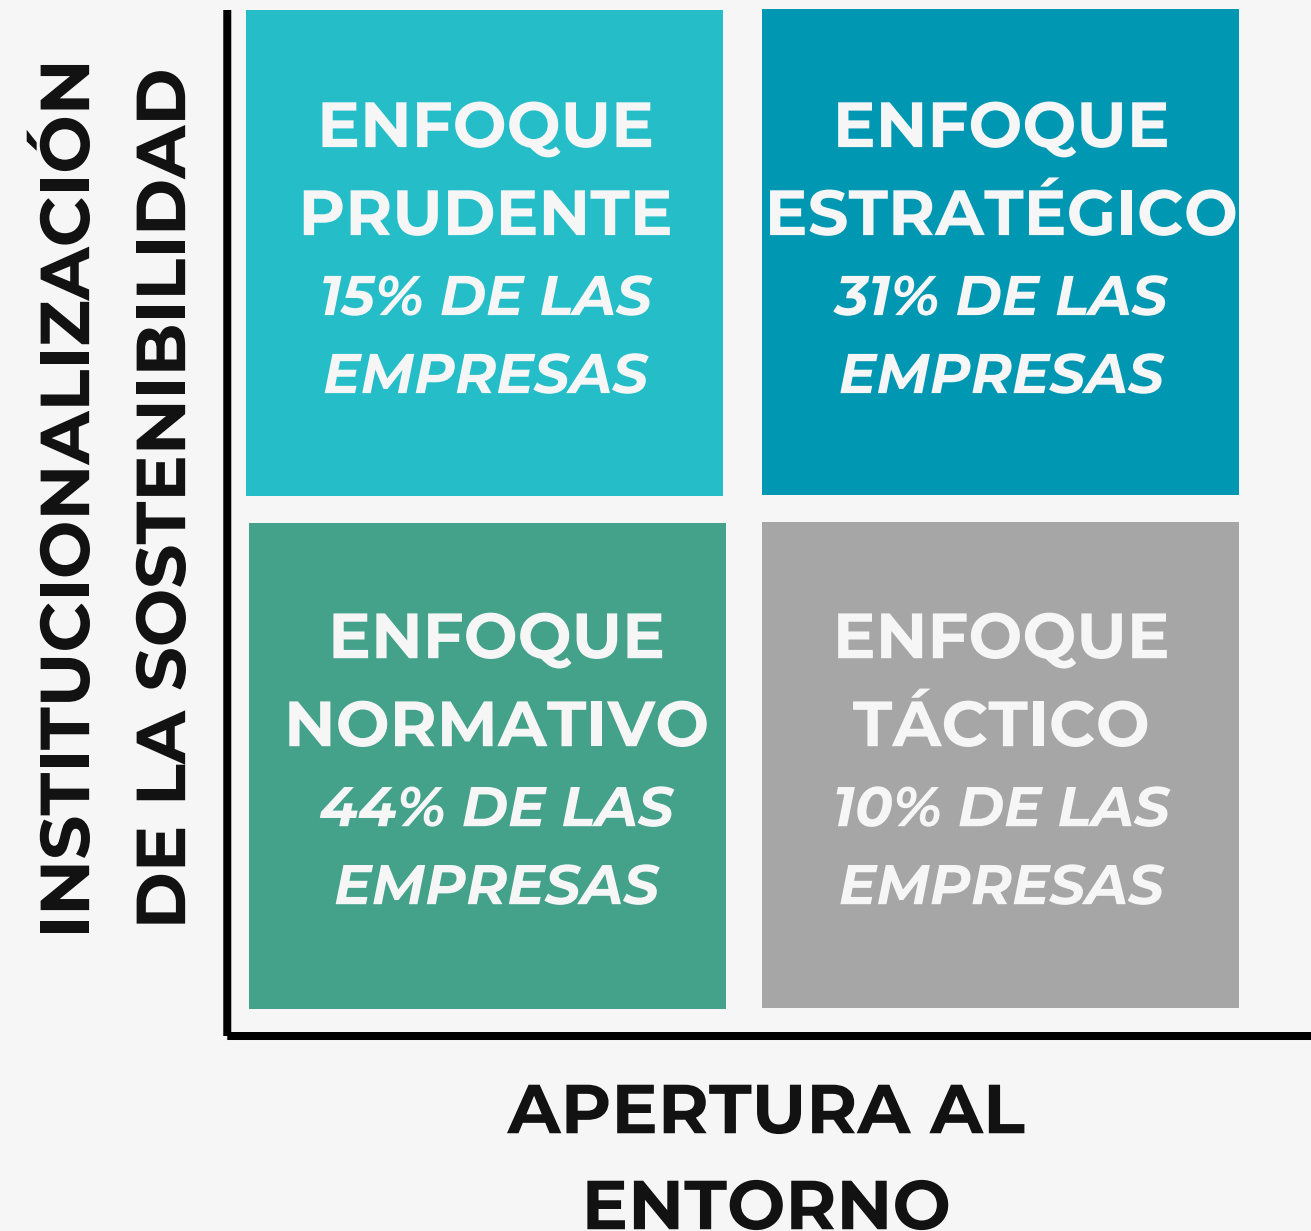 INSTITUCIONALIZACIÓN
DE LA SOSTENIBILIDAD
ENFOQUE
PRUDENTE
15% DE LAS
EMPRESAS
ENFOQUE
ESTRATÉGICO
31% DE LAS
EMPRESAS
ENFOQUE
NORMATIVO
44% DE LAS
EMPRESAS
ENFOQUE
TÁCTICO
10% DE LAS
EMPRESAS
APERTURA AL
ENTORNO